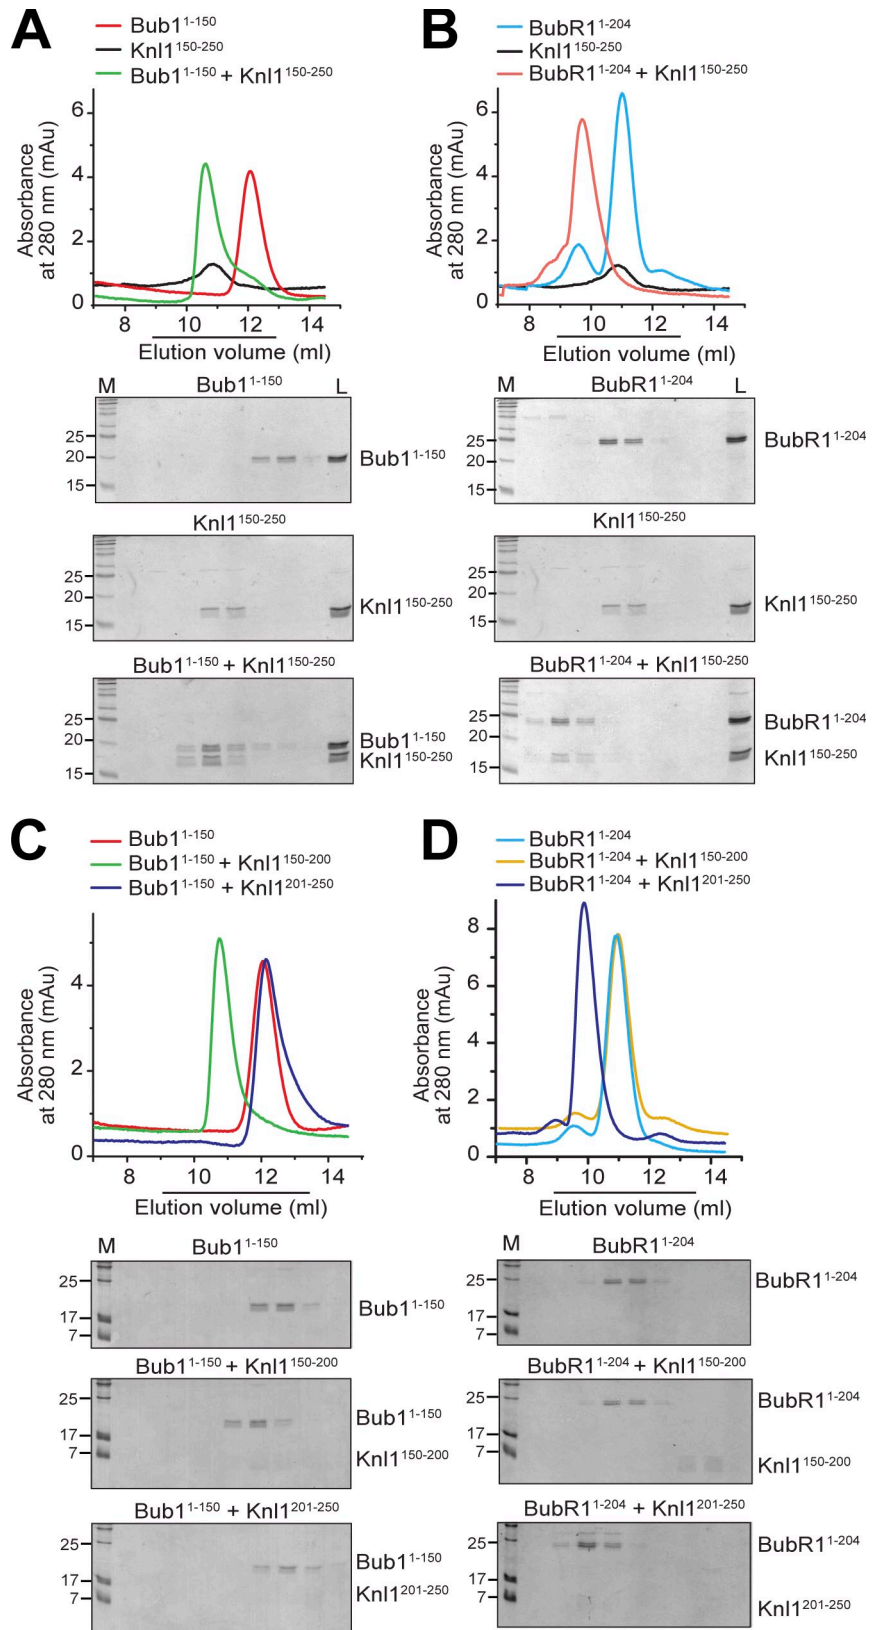 A
Bub1¹⁻¹⁵⁰
Knl1¹⁵⁰⁻²⁵⁰
Bub1¹⁻¹⁵⁰ + Knl1¹⁵⁰⁻²⁵⁰
Absorbance
at 280 nm (mAu)
6
4
2
0
8 10 12 14
Elution volume (ml)
M Bub1¹⁻¹⁵⁰ L
25
20 Bub1¹⁻¹⁵⁰
15
Knl1¹⁵⁰⁻²⁵⁰
25
20 Knl1¹⁵⁰⁻²⁵⁰
15
Bub1¹⁻¹⁵⁰ + Knl1¹⁵⁰⁻²⁵⁰
25
20 Bub1¹⁻¹⁵⁰
Knl1¹⁵⁰⁻²⁵⁰
15
B
BubR1¹⁻²⁰⁴
Knl1¹⁵⁰⁻²⁵⁰
BubR1¹⁻²⁰⁴ + Knl1¹⁵⁰⁻²⁵⁰
Absorbance
at 280 nm (mAu)
6
4
2
0
8 10 12 14
Elution volume (ml)
M BubR1¹⁻²⁰⁴ L
25 BubR1¹⁻²⁰⁴
20
15
Knl1¹⁵⁰⁻²⁵⁰
25
20 Knl1¹⁵⁰⁻²⁵⁰
15
BubR1¹⁻²⁰⁴ + Knl1¹⁵⁰⁻²⁵⁰
25 BubR1¹⁻²⁰⁴
20
15 Knl1¹⁵⁰⁻²⁵⁰
C
Bub1¹⁻¹⁵⁰
Bub1¹⁻¹⁵⁰ + Knl1¹⁵⁰⁻²⁰⁰
Bub1¹⁻¹⁵⁰ + Knl1²⁰¹⁻²⁵⁰
Absorbance
at 280 nm (mAu)
4
2
0
8 10 12 14
Elution volume (ml)
M Bub1¹⁻¹⁵⁰
25
17 Bub1¹⁻¹⁵⁰
7
Bub1¹⁻¹⁵⁰ + Knl1¹⁵⁰⁻²⁰⁰
25
Bub1¹⁻¹⁵⁰
17
7 Knl1¹⁵⁰⁻²⁰⁰
Bub1¹⁻¹⁵⁰ + Knl1²⁰¹⁻²⁵⁰
25
Bub1¹⁻¹⁵⁰
17
7 Knl1²⁰¹⁻²⁵⁰
D
BubR1¹⁻²⁰⁴
BubR1¹⁻²⁰⁴ + Knl1¹⁵⁰⁻²⁰⁰
BubR1¹⁻²⁰⁴ + Knl1²⁰¹⁻²⁵⁰
Absorbance
at 280 nm (mAu)
8
6
4
2
0
8 10 12 14
Elution volume (ml)
M BubR1¹⁻²⁰⁴
25 BubR1¹⁻²⁰⁴
17
7
BubR1¹⁻²⁰⁴ + Knl1¹⁵⁰⁻²⁰⁰
25 BubR1¹⁻²⁰⁴
17
7
Knl1¹⁵⁰⁻²⁰⁰
BubR1¹⁻²⁰⁴ + Knl1²⁰¹⁻²⁵⁰
25 BubR1¹⁻²⁰⁴
17
7
Knl1²⁰¹⁻²⁵⁰